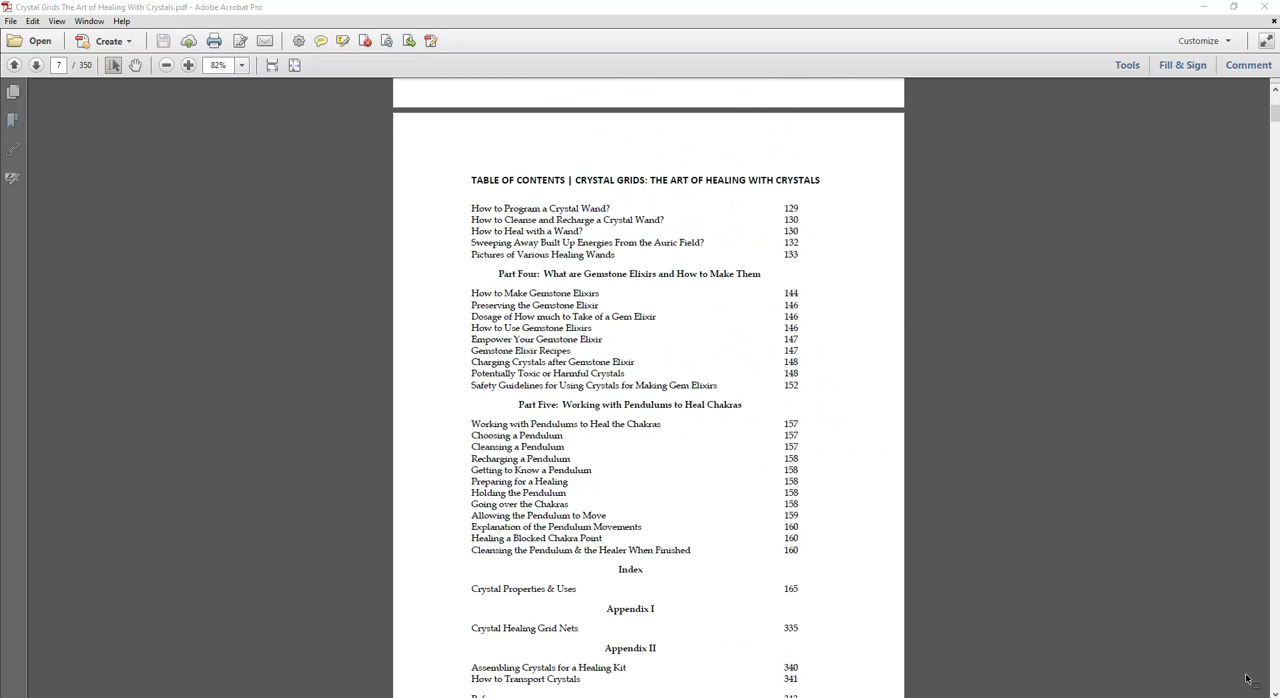 Crystal Grids The Art of Healing With Crystals.pdf - Adobe Acrobat Pro
File Edit View Window Help
Open Create Customize
7 / 350 82% Tools Fill & Sign Comment
TABLE OF CONTENTS | CRYSTAL GRIDS: THE ART OF HEALING WITH CRYSTALS
How to Program a Crystal Wand? 129
How to Cleanse and Recharge a Crystal Wand? 130
How to Heal with a Wand? 130
Sweeping Away Built Up Energies From the Auric Field? 132
Pictures of Various Healing Wands 133
Part Four: What are Gemstone Elixirs and How to Make Them
How to Make Gemstone Elixirs 144
Preserving the Gemstone Elixir 146
Dosage of How much to Take of a Gem Elixir 146
How to Use Gemstone Elixirs 146
Empower Your Gemstone Elixir 147
Gemstone Elixir Recipes 147
Charging Crystals after Gemstone Elixir 148
Potentially Toxic or Harmful Crystals 148
Safety Guidelines for Using Crystals for Making Gem Elixirs 152
Part Five: Working with Pendulums to Heal Chakras
Working with Pendulums to Heal the Chakras 157
Choosing a Pendulum 157
Cleansing a Pendulum 157
Recharging a Pendulum 158
Getting to Know a Pendulum 158
Preparing for a Healing 158
Holding the Pendulum 158
Going over the Chakras 158
Allowing the Pendulum to Move 159
Explanation of the Pendulum Movements 160
Healing a Blocked Chakra Point 160
Cleansing the Pendulum & the Healer When Finished 160
Index
Crystal Properties & Uses 165
Appendix I
Crystal Healing Grid Nets 335
Appendix II
Assembling Crystals for a Healing Kit 340
How to Transport Crystals 341